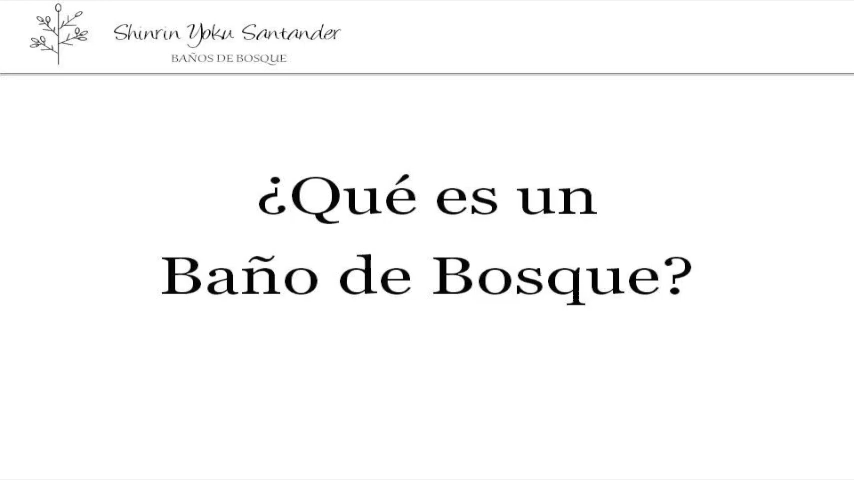 Shinrin Yoku Santander
BAÑOS DE BOSQUE
¿Qué es un
Baño de Bosque?